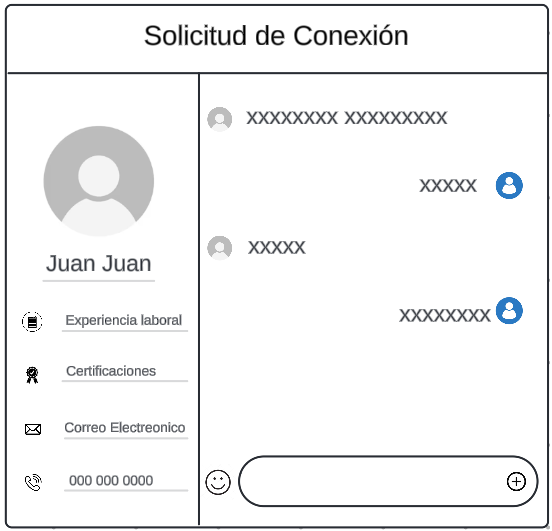 Solicitud de Conexión
Juan Juan
Experiencia laboral
Certificaciones
Correo Electreonico
000 000 0000
XXXXXXXX XXXXXXXXX
XXXXX
XXXXX
XXXXXXXX